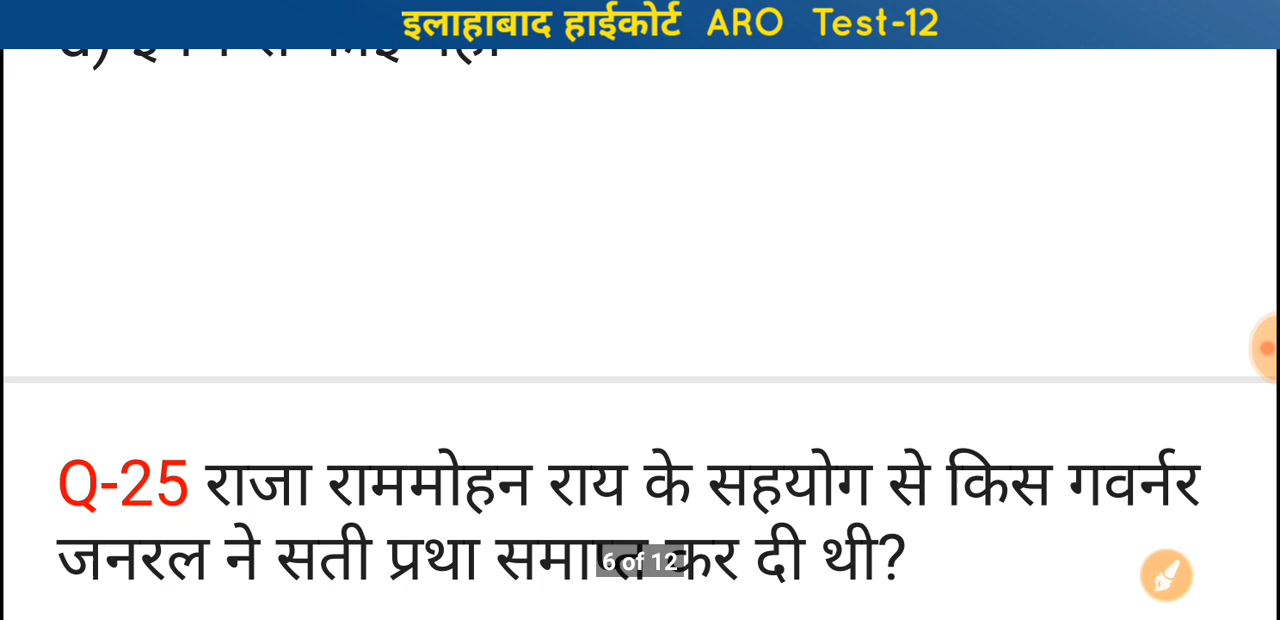 इलाहाबाद हाईकोर्ट ARO Test-12
Q-25 राजा राममोहन राय के सहयोग से किस गवर्नर
जनरल ने सती प्रथा समाप्त कर दी थी?
6 of 12